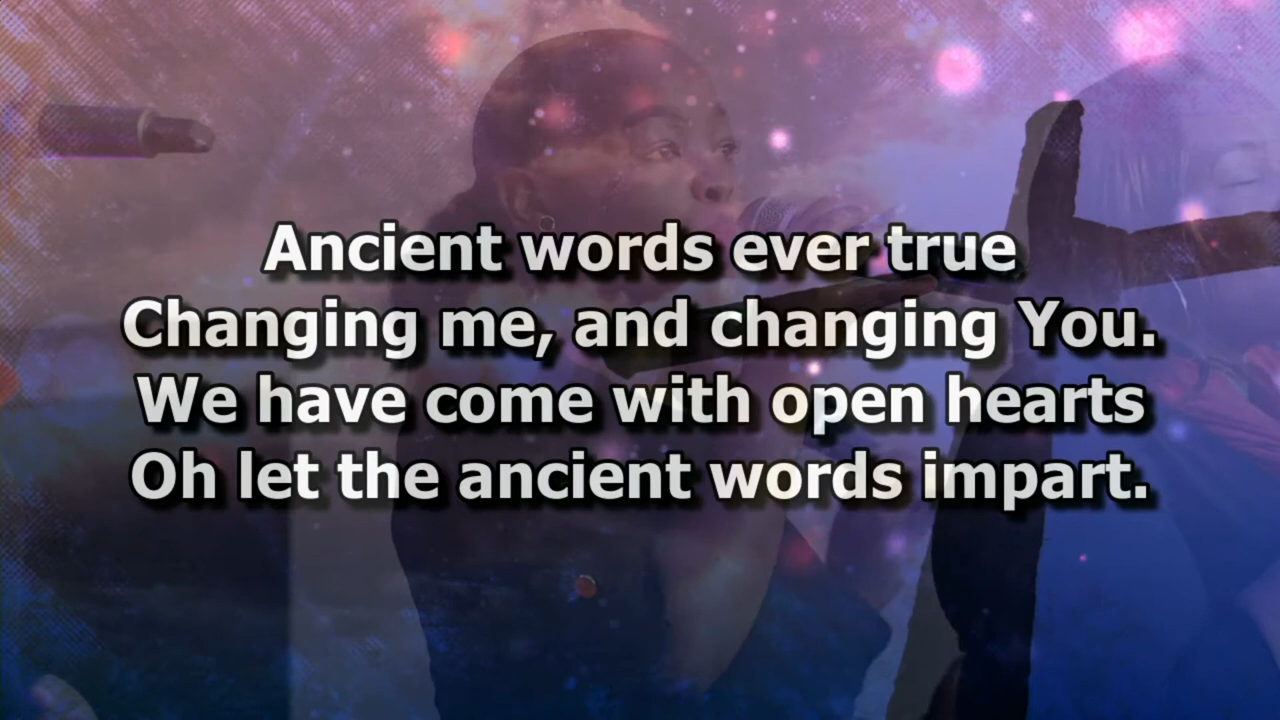 Ancient words ever true
Changing me, and changing You.
We have come with open hearts
Oh let the ancient words impart.